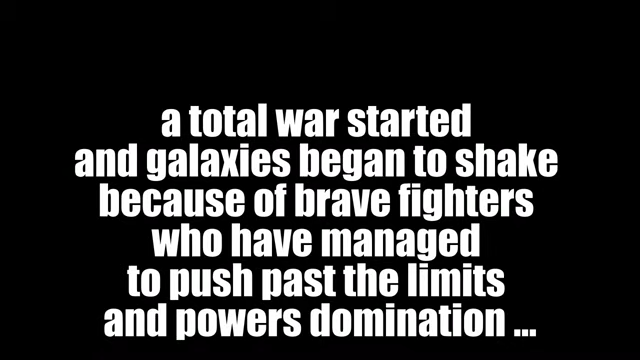 a total war started
and galaxies began to shake
because of brave fighters
who have managed
to push past the limits
and powers domination ...